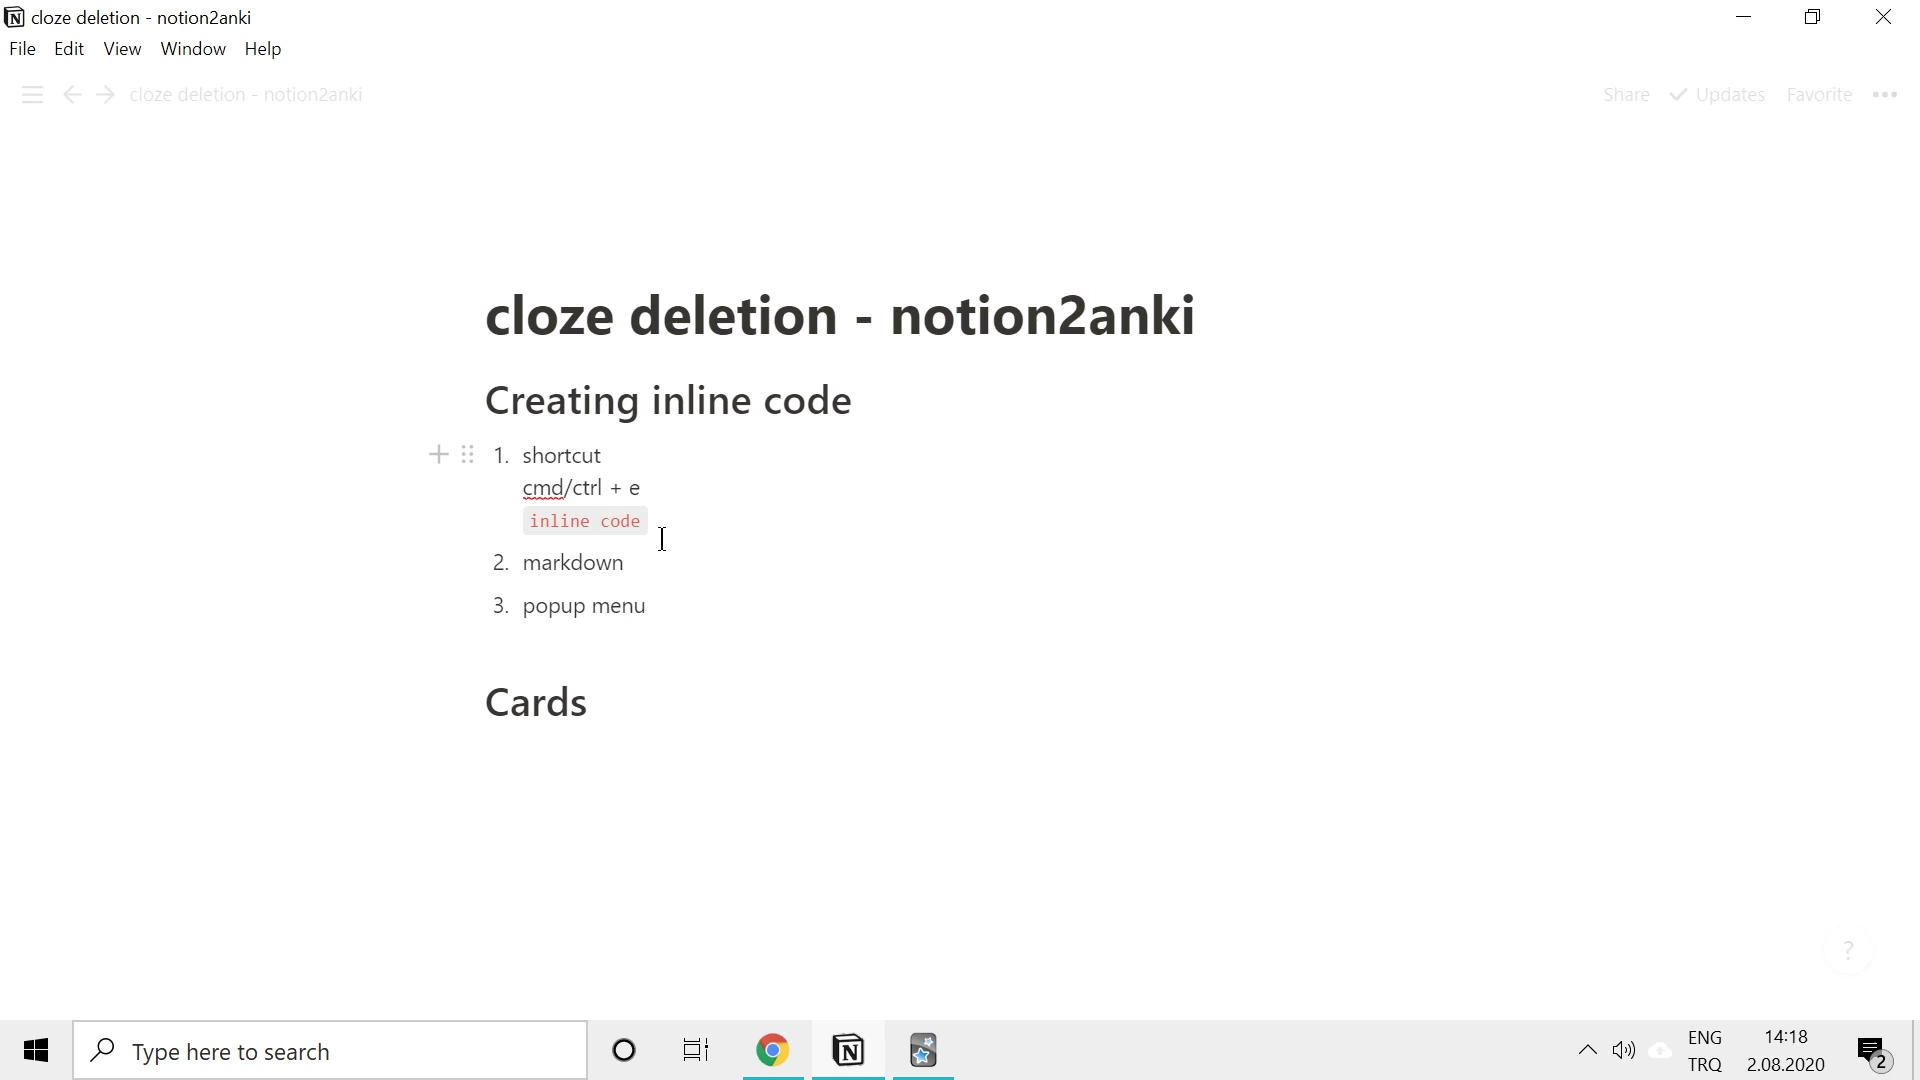 cloze deletion - notion2anki
File Edit View Window Help
cloze deletion - notion2anki
Share Updates Favorite
cloze deletion - notion2anki
Creating inline code
1. shortcut
cmd/ctrl + e
inline code
2. markdown
3. popup menu
Cards
?
Type here to search
ENG
TRQ
14:18
2.08.2020
2